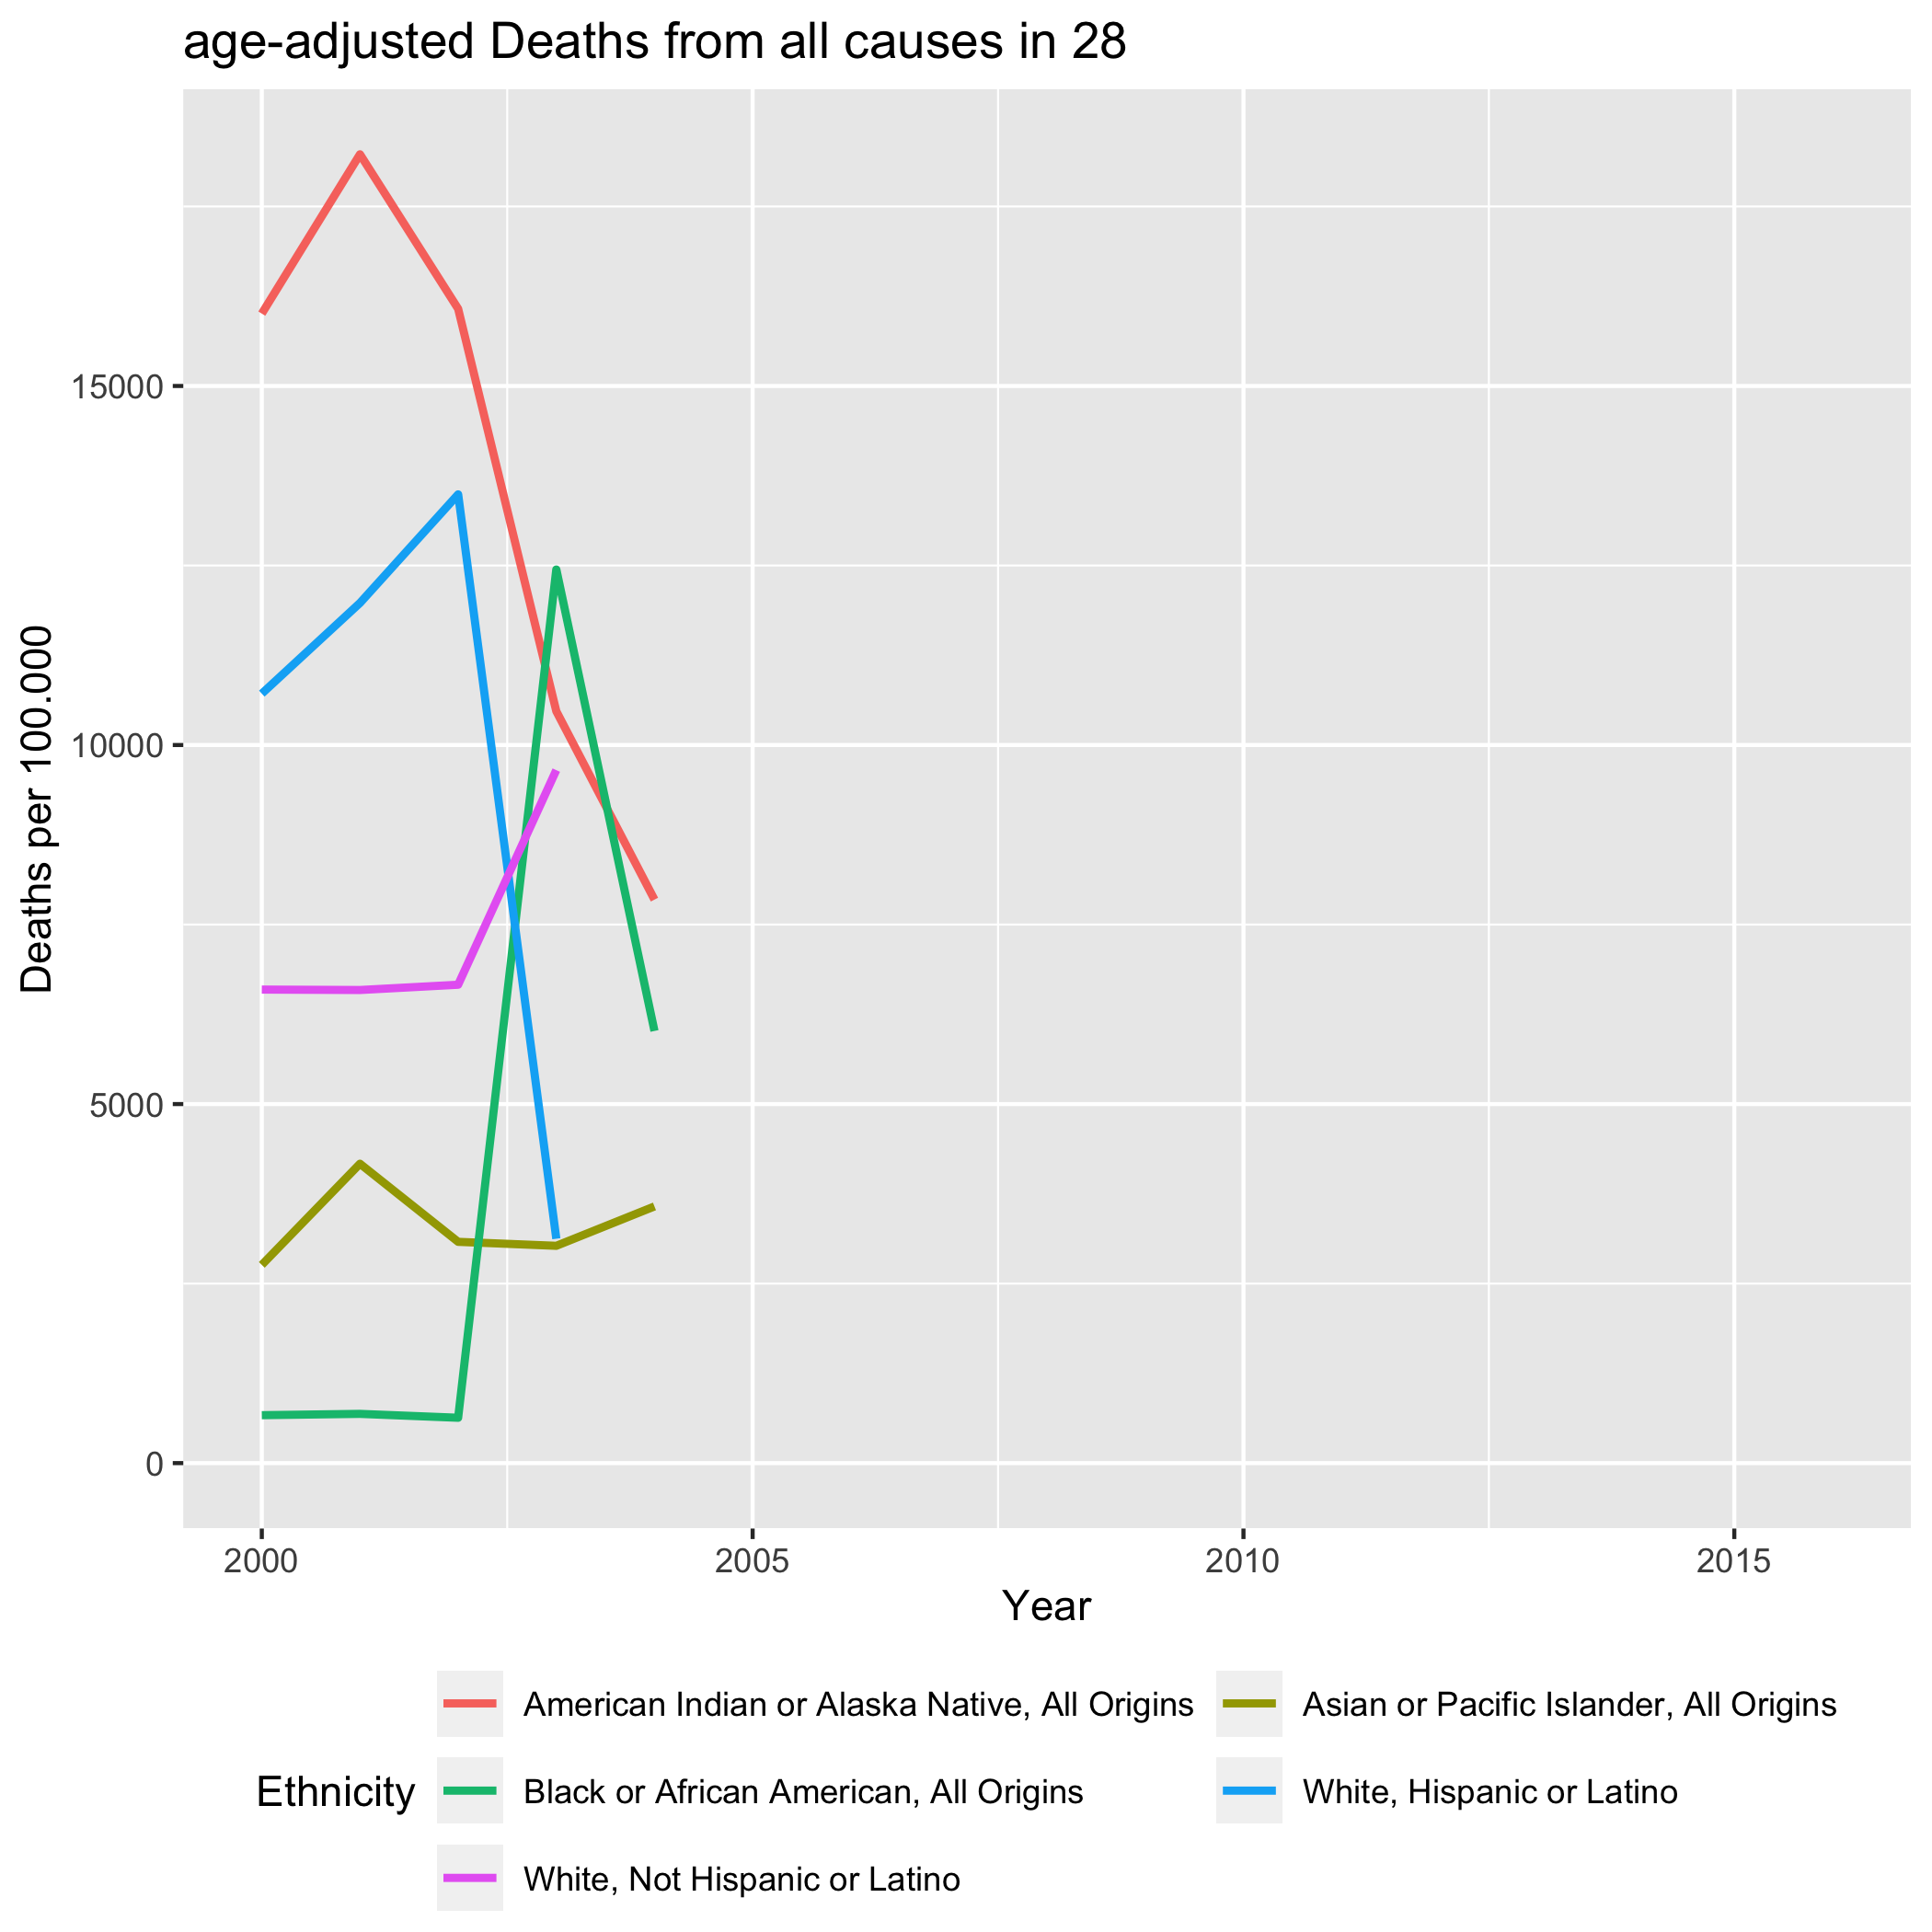 age-adjusted Deaths from all causes in 28
Deaths per 100.000
15000
10000
5000
0
2000 2005 2010 2015
Year
Ethnicity
American Indian or Alaska Native, All Origins
Asian or Pacific Islander, All Origins
Black or African American, All Origins
White, Hispanic or Latino
White, Not Hispanic or Latino